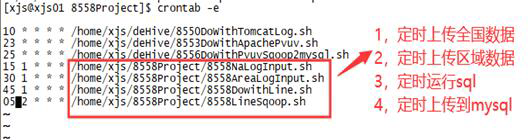 [xjs@xjs01 8558Project]$ crontab -e
10 * * * * /home/xjs/deHive/8550DoWithTomcatLog.sh
23 * * * * /home/xjs/deHive/8553DowithApachePvuv.sh
26 * * * * /home/xjs/deHive/8556DowithPvuvSqoop2mysql.sh
15 1 * * * /home/xjs/8558Project/8558NaLogInput.sh
30 1 * * * /home/xjs/8558Project/8558AreaLogInput.sh
45 1 * * * /home/xjs/8558Project/8558DowithLine.sh
05 2 * * * /home/xjs/8558Project/8558LineSqoop.sh
~
~
1，定时上传全国数据
2，定时上传区域数据
3，定时运行sql
4，定时上传到mysql